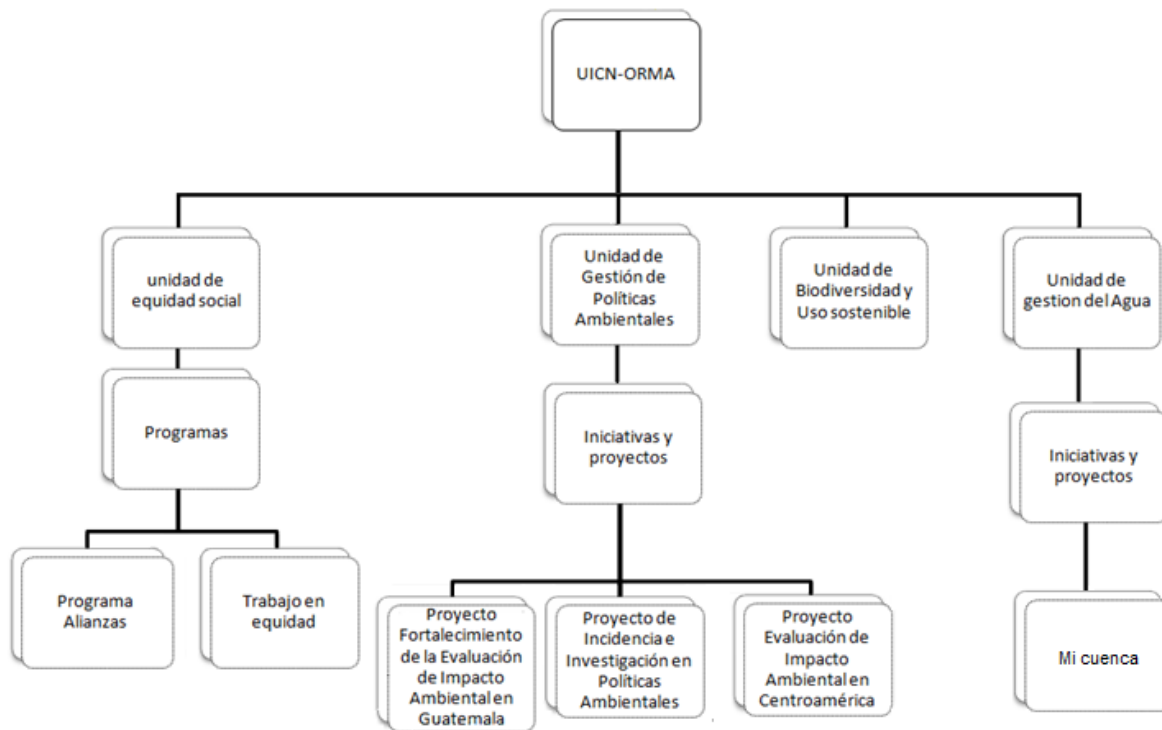 UICN-ORMA
unidad de
equidad social
Unidad de
Gestión de
Políticas
Ambientales
Unidad de
Biodiversidad y
Uso sostenible
Unidad de
gestion del Agua
Programas
Iniciativas y
proyectos
Iniciativas y
proyectos
Programa
Alianzas
Trabajo en
equidad
Proyecto
Fortalecimiento
de la Evaluación
de Impacto
Ambiental en
Guatemala
Proyecto de
Incidencia e
Investigación en
Políticas
Ambientales
Proyecto
Evaluación de
Impacto
Ambiental en
Centroamérica
Mi cuenca